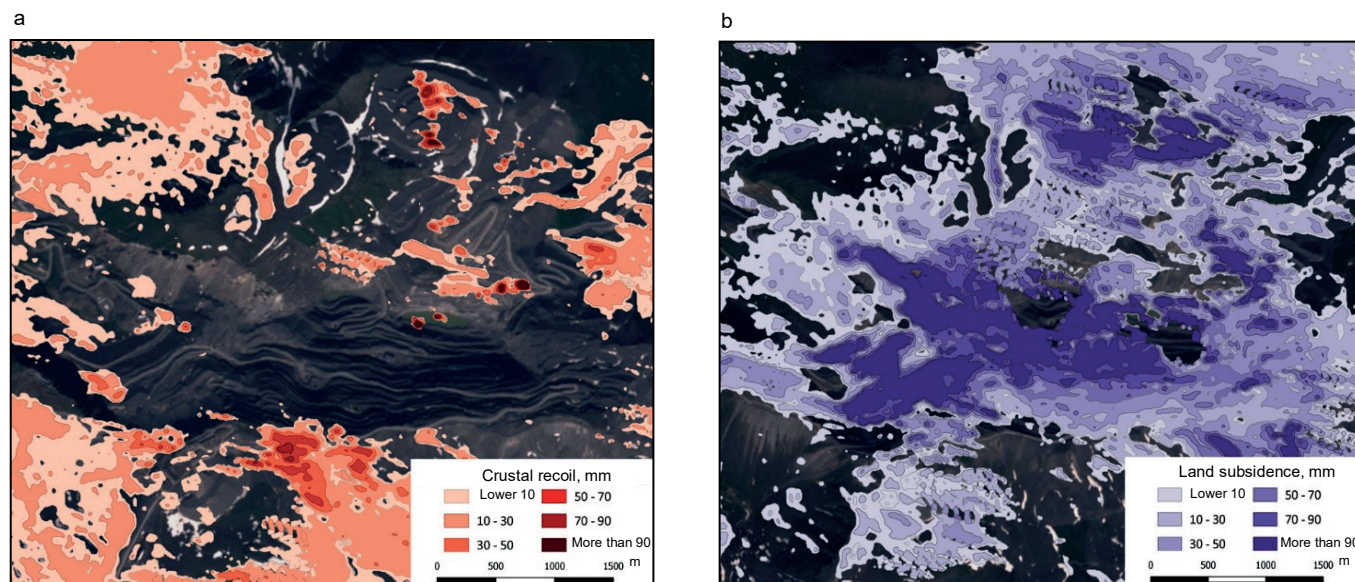 a
b
Crustal recoil, mm
Lower 10
50 - 70
10 - 30
70 - 90
30 - 50
More than 90
0 500 1000 1500 m
Land subsidence, mm
Lower 10
50 - 70
10 - 30
70 - 90
30 - 50
More than 90
0 500 1000 1500 m